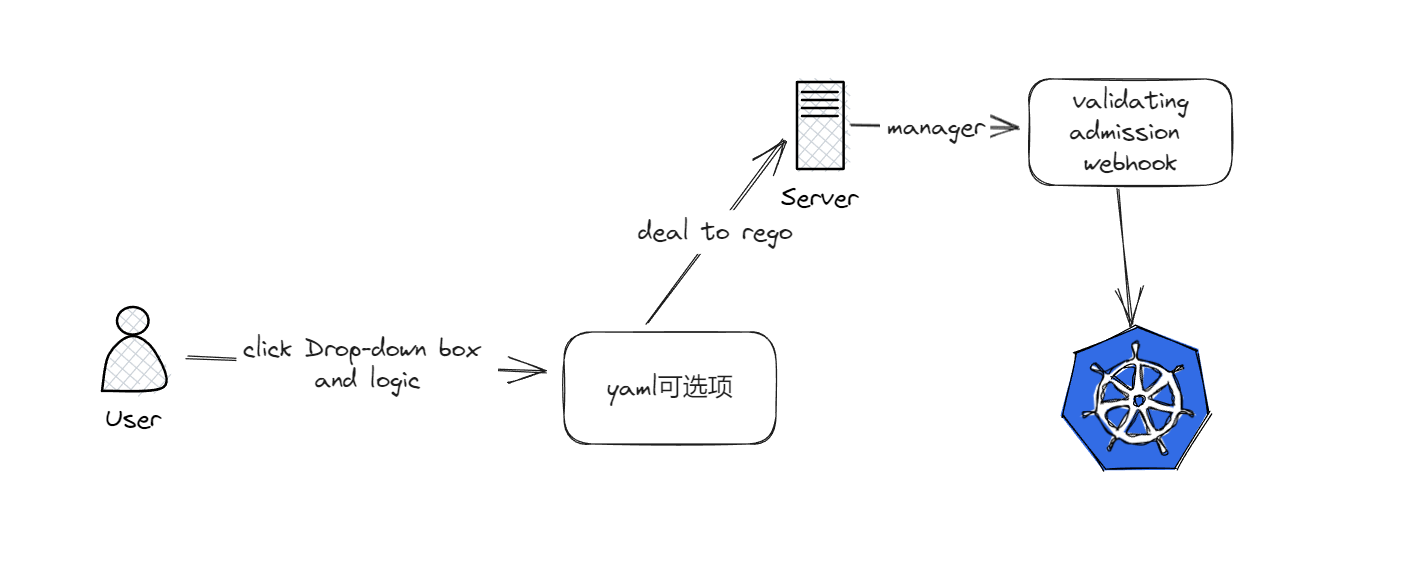 validating
admission
webhook
manager
Server
deal to rego
click Drop-down box
and logic
yaml可选项
User